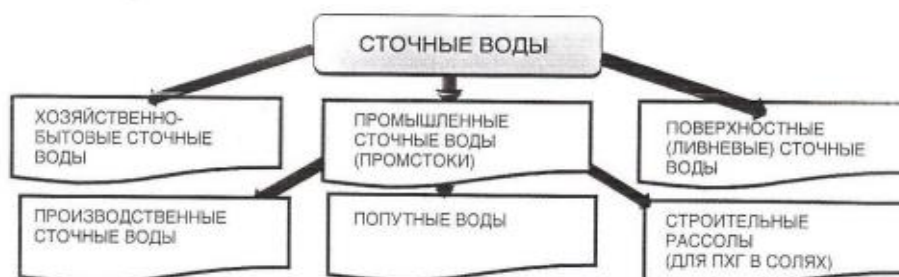 СТОЧНЫЕ ВОДЫ
ХОЗЯЙСТВЕННО-
БЫТОВЫЕ СТОЧНЫЕ
ВОДЫ
ПРОМЫШЛЕННЫЕ
СТОЧНЫЕ ВОДЫ
(ПРОМСТОКИ)
ПОВЕРХНОСТНЫЕ
(ЛИВНЕВЫЕ) СТОЧНЫЕ
ВОДЫ
ПРОИЗВОДСТВЕННЫЕ
СТОЧНЫЕ ВОДЫ
ПОПУТНЫЕ ВОДЫ
СТРОИТЕЛЬНЫЕ
РАССОЛЫ
(ДЛЯ ПХГ В СОЛЯХ)